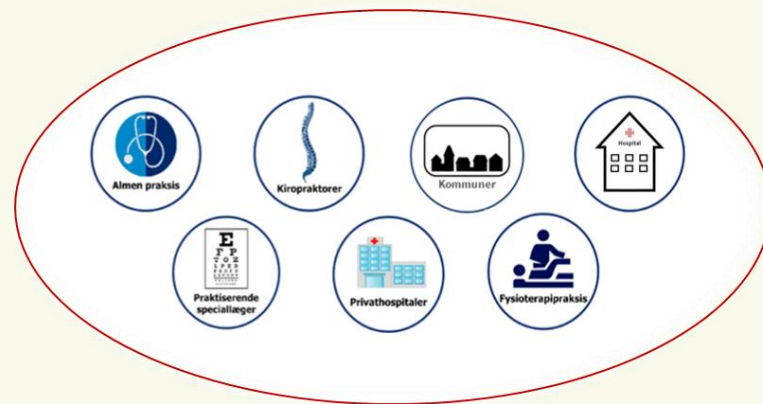 Almen praksis
Kiropraktorer
Kommuner
Hospital
E
F P
T O Z
L P E D
Praktiserende
speciallæger
Privathospitaler
Fysioterapipraksis